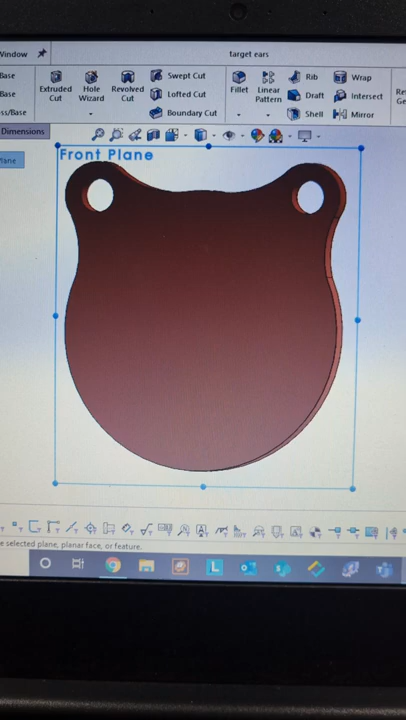 Window
target ears
Base
Base
ss/Base
Extruded
Cut
Hole
Wizard
Revolved
Cut
Swept Cut
Lofted Cut
Boundary Cut
Fillet
Linear
Pattern
Rib
Draft
Shell
Wrap
Intersect
Mirror
Re
Ge
Dimensions
lane
Front Plane
e selected plane, planar face, or feature.